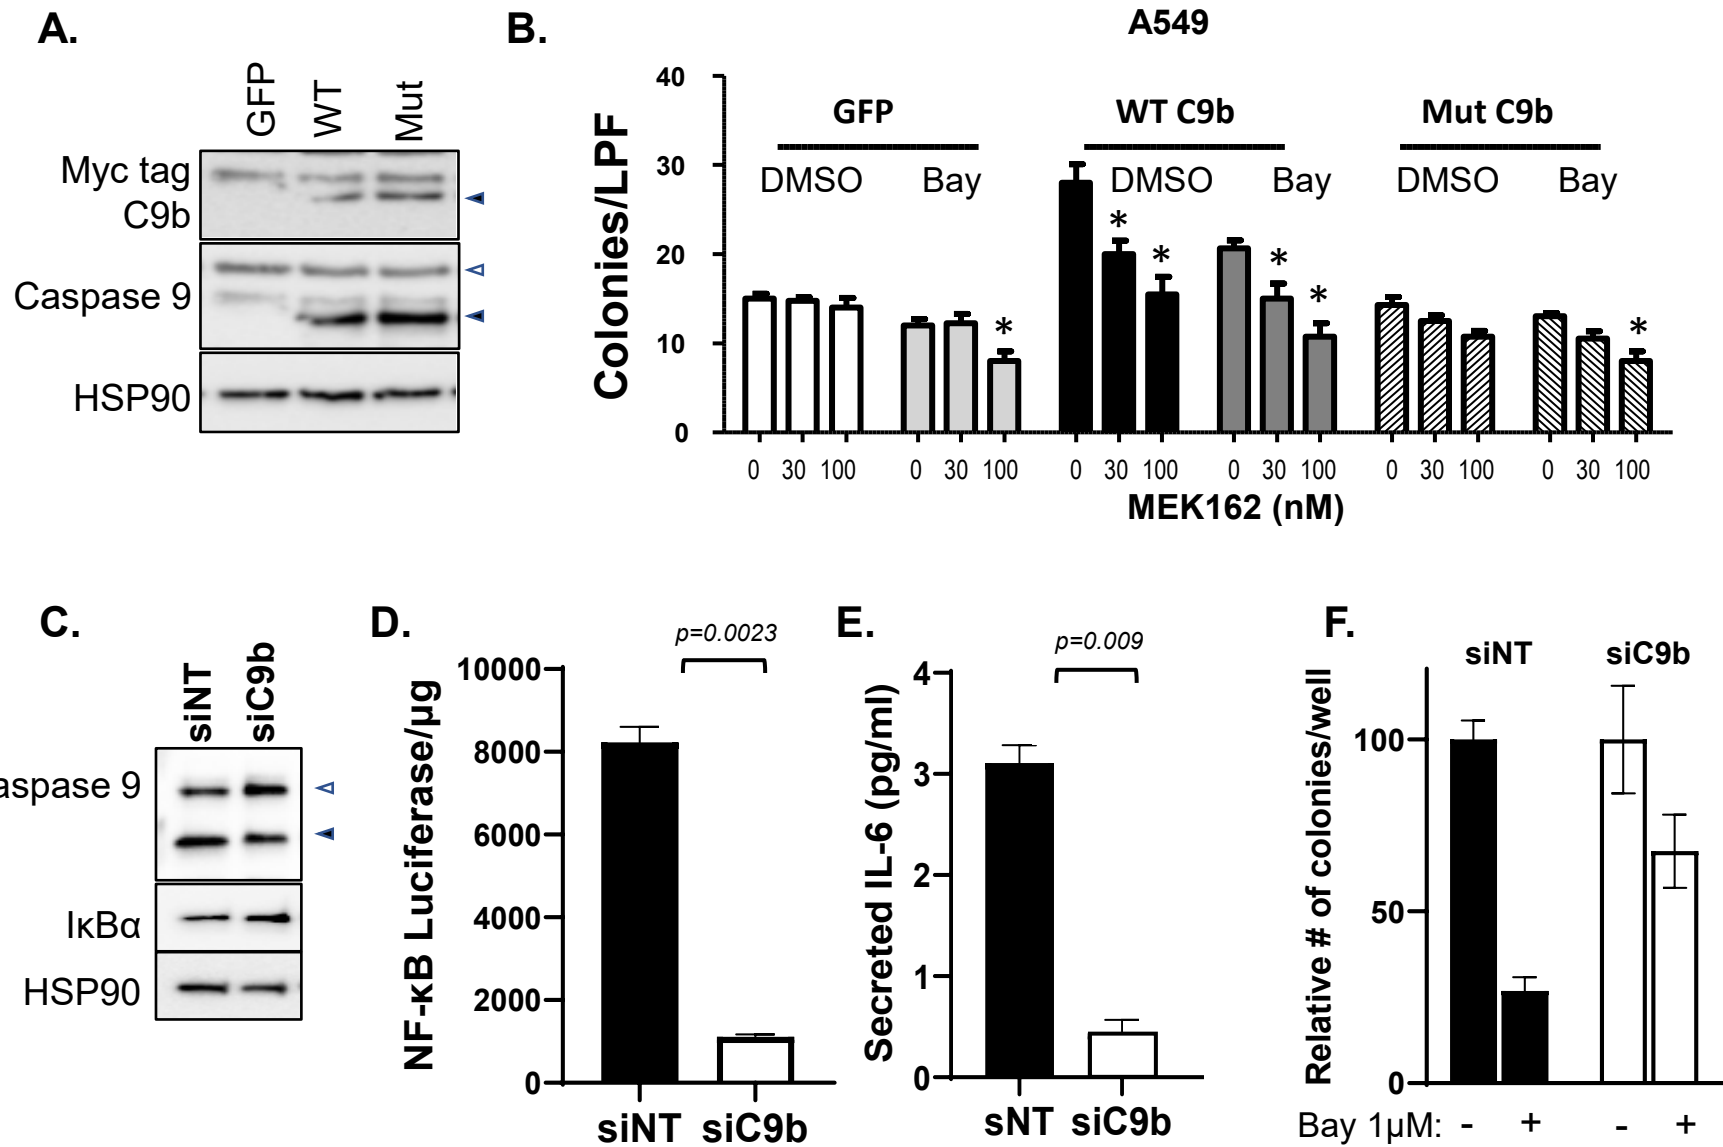 A.
GFP
WT
Mut
Myc tag
C9b
Caspase 9
HSP90
B.
A549
Colonies/LPF
40
30
20
10
0
GFP
WT C9b
Mut C9b
DMSO Bay
DMSO Bay
DMSO Bay
*
* *
* *
*
0 30 100 0 30 100 0 30 100 0 30 100 0 30 100 0 30 100
MEK162 (nM)
C.
siNT
siC9b
aspase 9
IκBα
HSP90
D.
p=0.0023
NF-κB Luciferase/µg
10000
8000
6000
4000
2000
0
siNT siC9b
E.
p=0.009
Secreted IL-6 (pg/ml)
4
3
2
1
0
sNT siC9b
F.
siNT siC9b
Relative # of colonies/well
100
50
0
Bay 1µM: - + - +